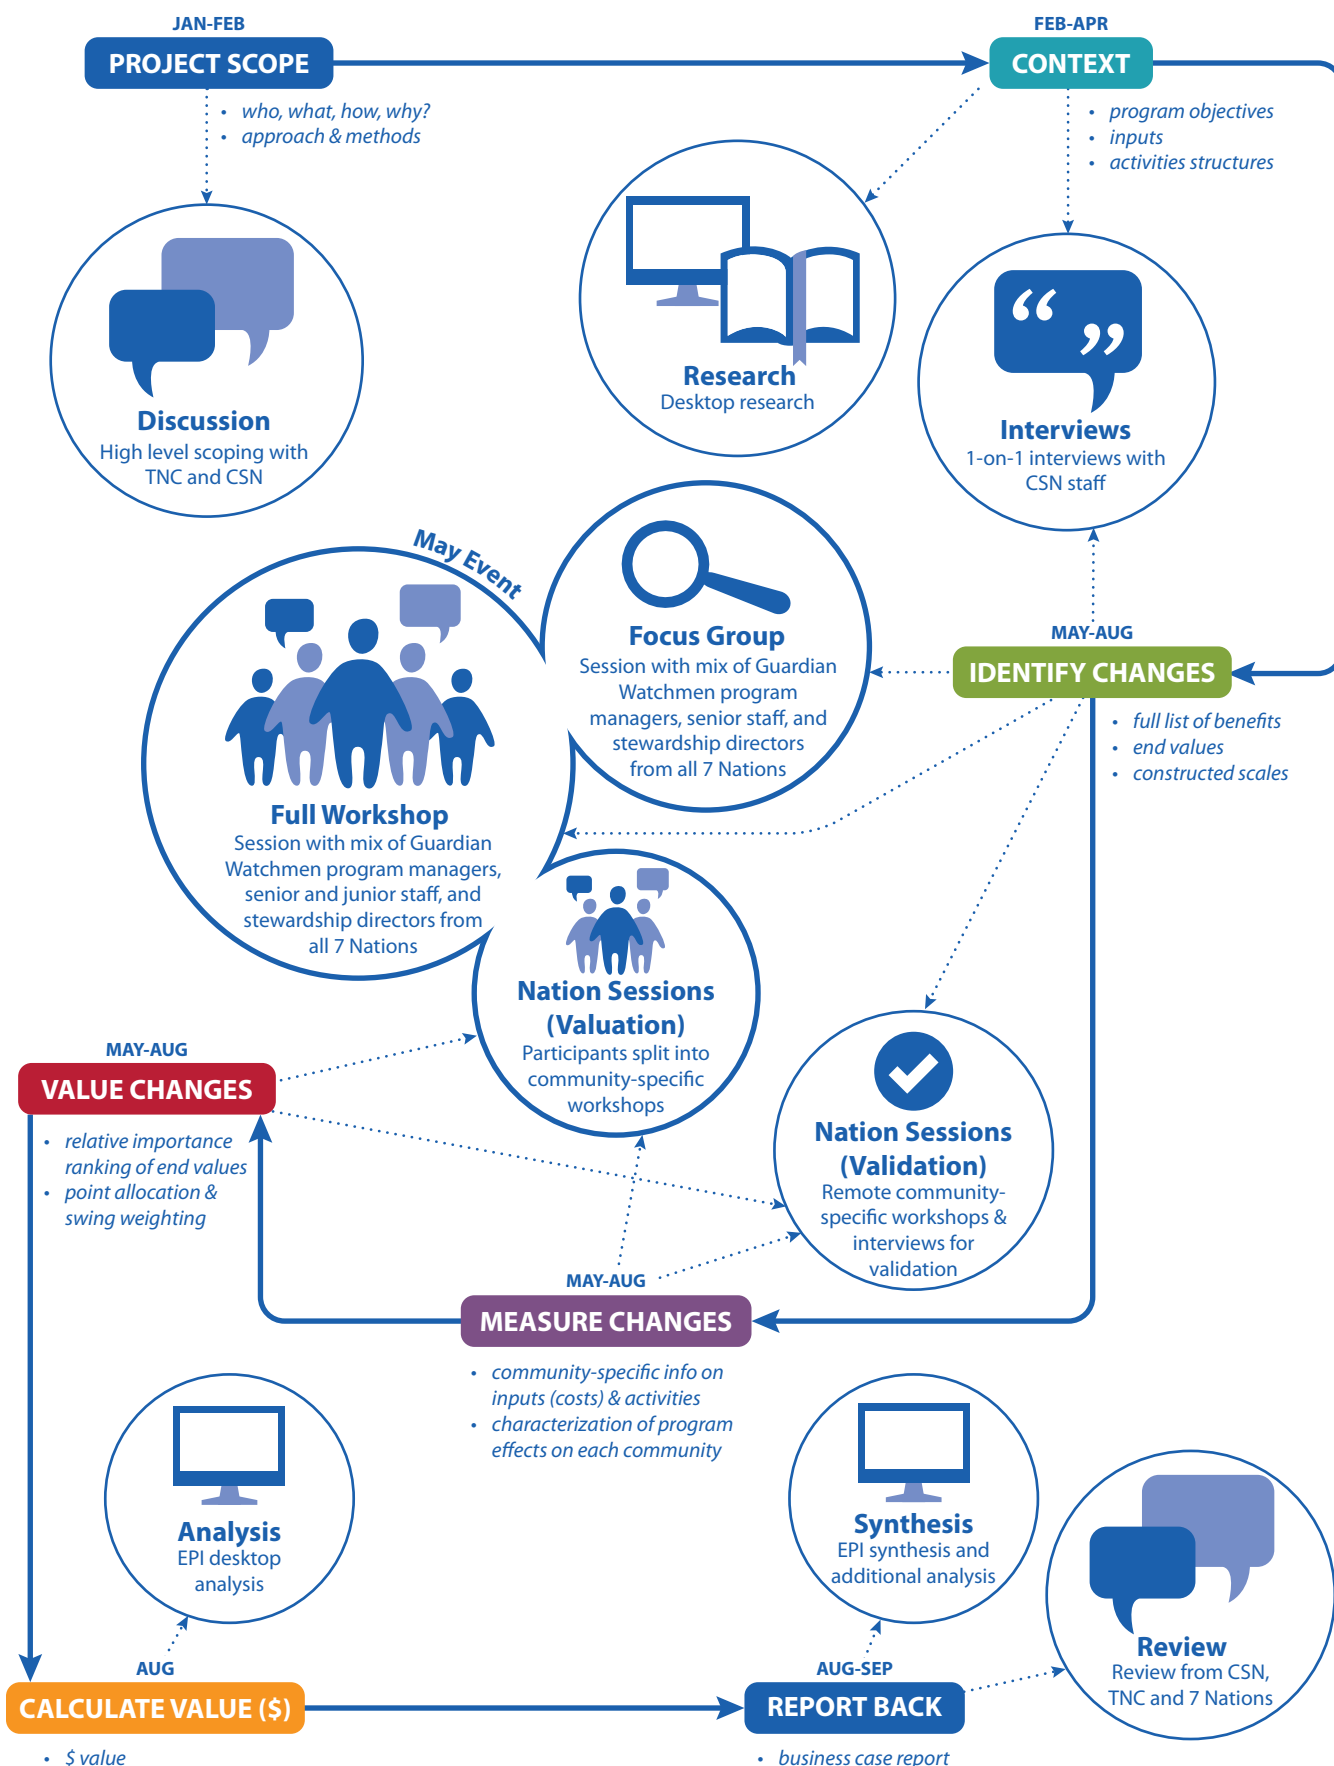 JAN-FEB
PROJECT SCOPE
• who, what, how, why?
• approach & methods
FEB-APR
CONTEXT
• program objectives
• inputs
• activities structures
Discussion
High level scoping with
TNC and CSN
Research
Desktop research
“ ”
Interviews
1-on-1 interviews with
CSN staff
May Event
Focus Group
Session with mix of Guardian
Watchmen program
managers, senior staff, and
stewardship directors
from all 7 Nations
MAY-AUG
IDENTIFY CHANGES
• full list of benefits
• end values
• constructed scales
Full Workshop
Session with mix of Guardian
Watchmen program managers,
senior and junior staff, and
stewardship directors from
all 7 Nations
Nation Sessions
(Valuation)
Participants split into
community-specific
workshops
Nation Sessions
(Validation)
Remote community-
specific workshops &
interviews for
validation
MAY-AUG
VALUE CHANGES
• relative importance
ranking of end values
• point allocation &
swing weighting
MAY-AUG
MEASURE CHANGES
• community-specific info on
inputs (costs) & activities
• characterization of program
effects on each community
Analysis
EPI desktop
analysis
Synthesis
EPI synthesis and
additional analysis
Review
Review from CSN,
TNC and 7 Nations
AUG
CALCULATE VALUE ($)
• $ value
AUG-SEP
REPORT BACK
• business case report